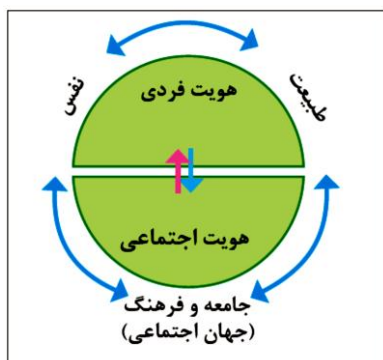 هویت فردی
نفس
طبیعت
هویت اجتماعی
جامعه و فرهنگ
(جهان اجتماعی)